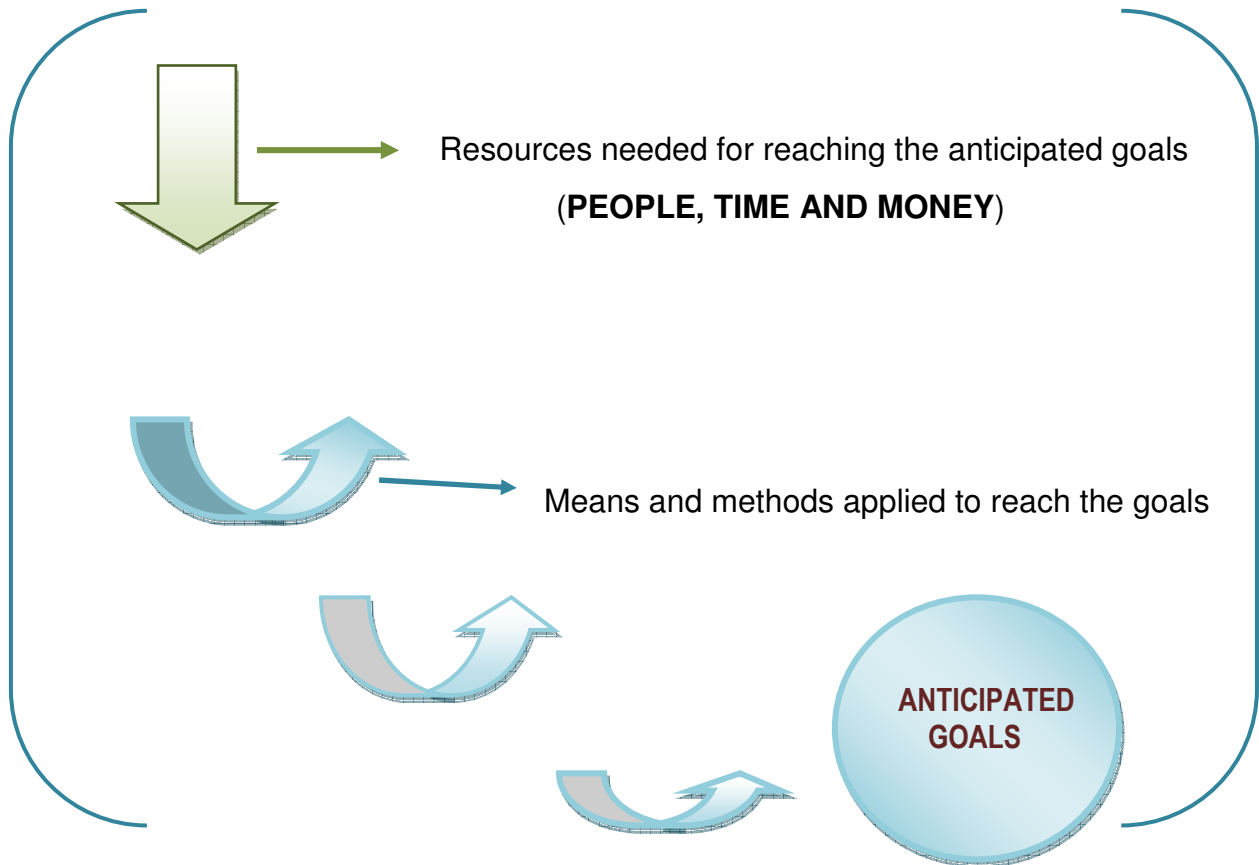 Resources needed for reaching the anticipated goals
(PEOPLE, TIME AND MONEY)
Means and methods applied to reach the goals
ANTICIPATED
GOALS